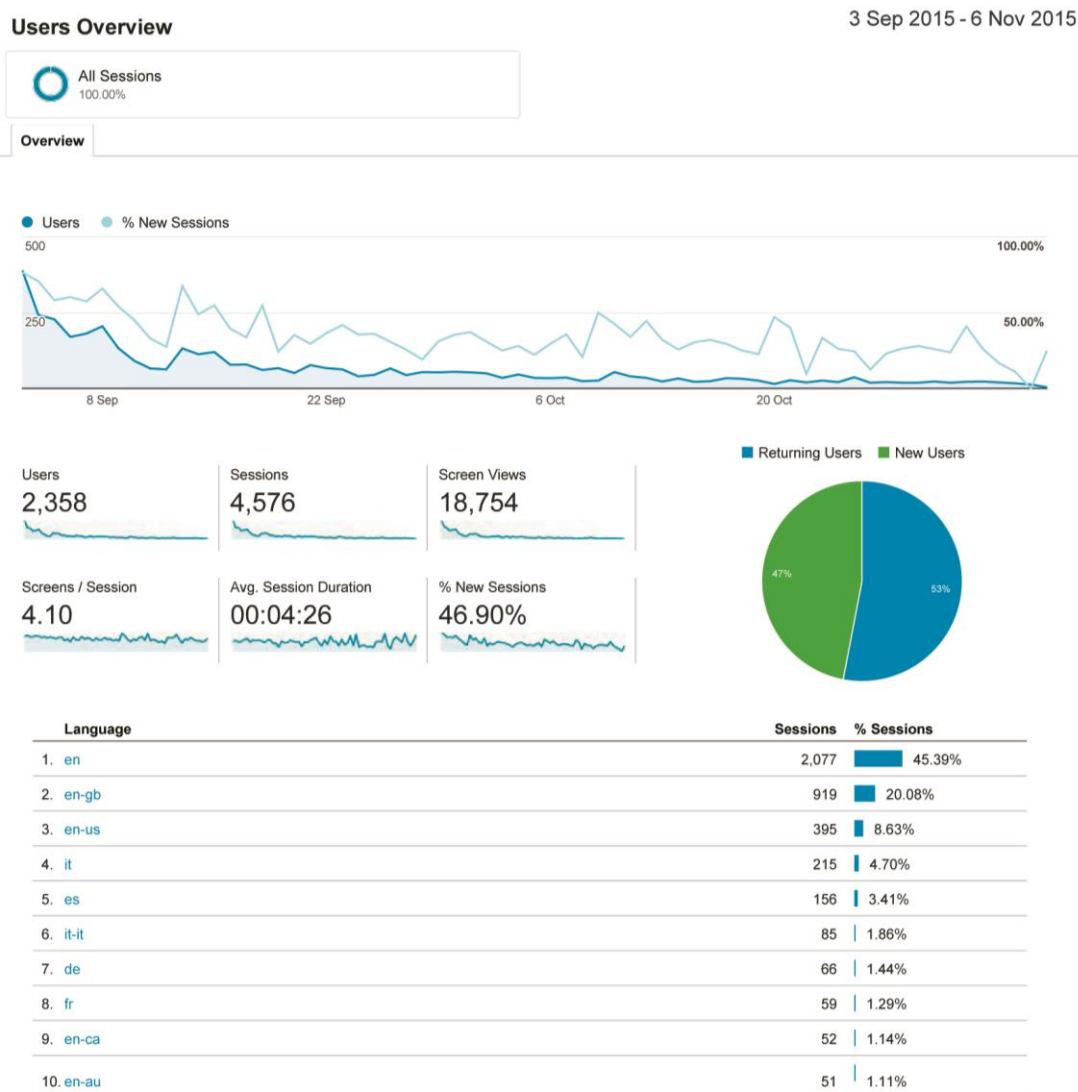 Users Overview
3 Sep 2015 - 6 Nov 2015
All Sessions
100.00%
Overview
Users % New Sessions
500 100.00%
250 50.00%
8 Sep 22 Sep 6 Oct 20 Oct
Users Sessions Screen Views
2,358 4,576 18,754
Screens / Session Avg. Session Duration % New Sessions
4.10 00:04:26 46.90%
Returning Users New Users
47% 53%
Language Sessions % Sessions
1. en 2,077 45.39%
2. en-gb 919 20.08%
3. en-us 395 8.63%
4. it 215 4.70%
5. es 156 3.41%
6. it-it 85 1.86%
7. de 66 1.44%
8. fr 59 1.29%
9. en-ca 52 1.14%
10. en-au 51 1.11%